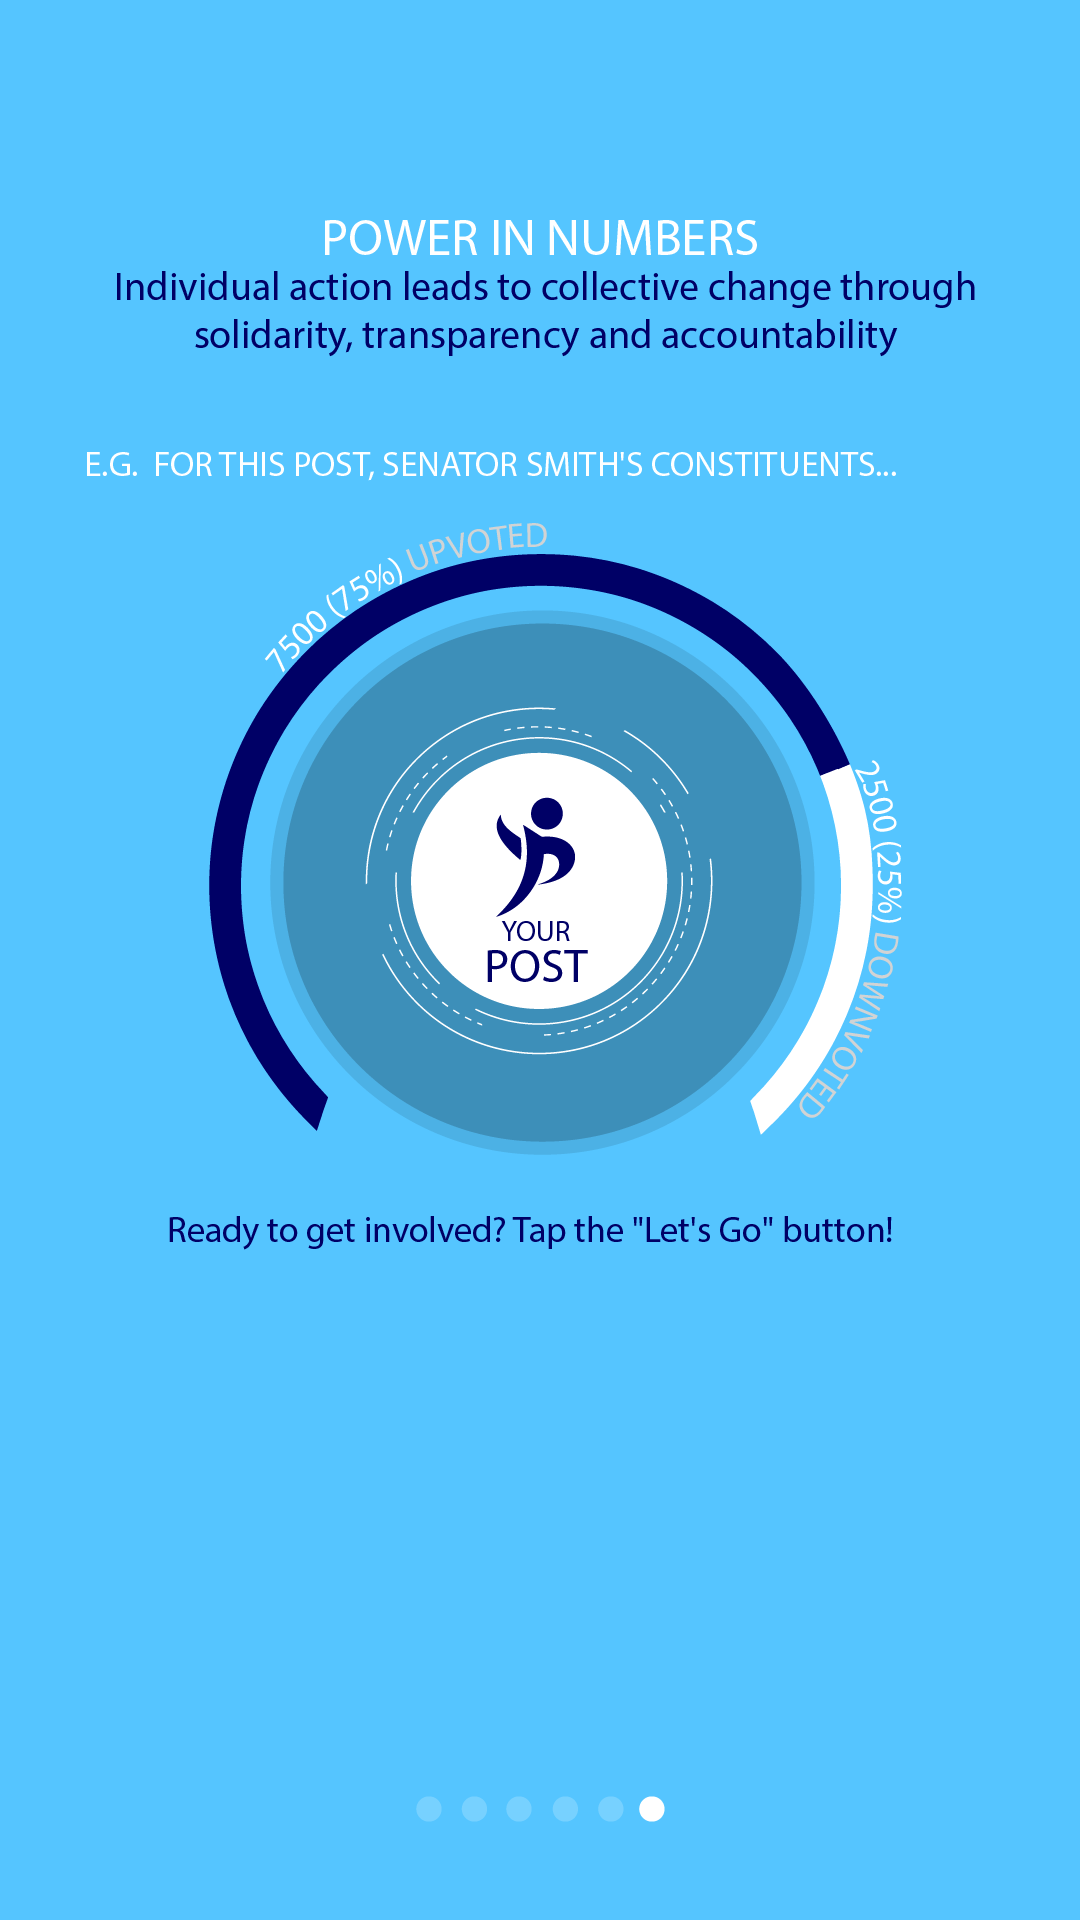 POWER IN NUMBERS
Individual action leads to collective change through
solidarity, transparency and accountability
E.G. FOR THIS POST, SENATOR SMITH'S CONSTITUENTS...
7500 (75%) UPVOTED
2500 (25%) DOWNVOTED
YOUR
POST
Ready to get involved? Tap the "Let's Go" button!